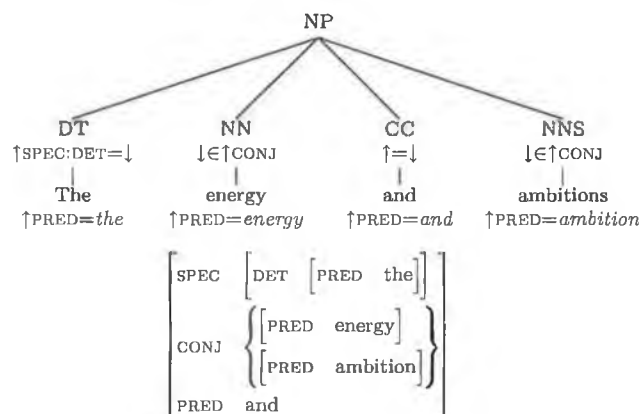 NP
DT NN CC NNS
↑SPEC:DET=↓ ↓∈↑CONJ ↑=↓ ↓∈↑CONJ
The energy and ambitions
↑PRED=the ↑PRED=energy ↑PRED=and ↑PRED=ambition
SPEC [DET [PRED the]]
[PRED energy]
CONJ
[PRED ambition]
PRED and